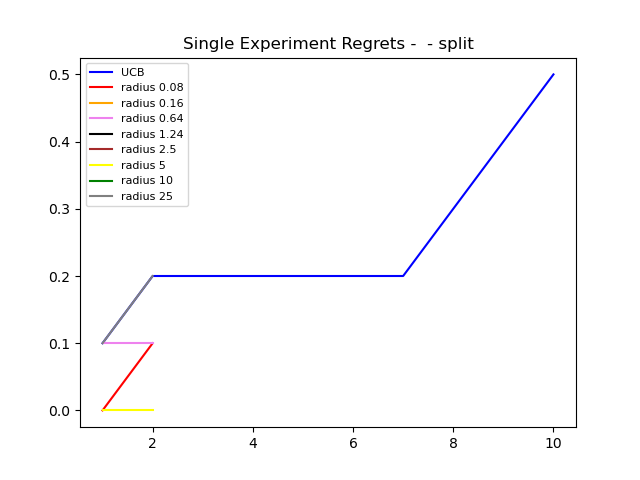 Single Experiment Regrets -  - split
0.5
0.4
0.3
0.2
0.1
0.0
UCB
radius 0.08
radius 0.16
radius 0.64
radius 1.24
radius 2.5
radius 5
radius 10
radius 25
2
4
6
8
10